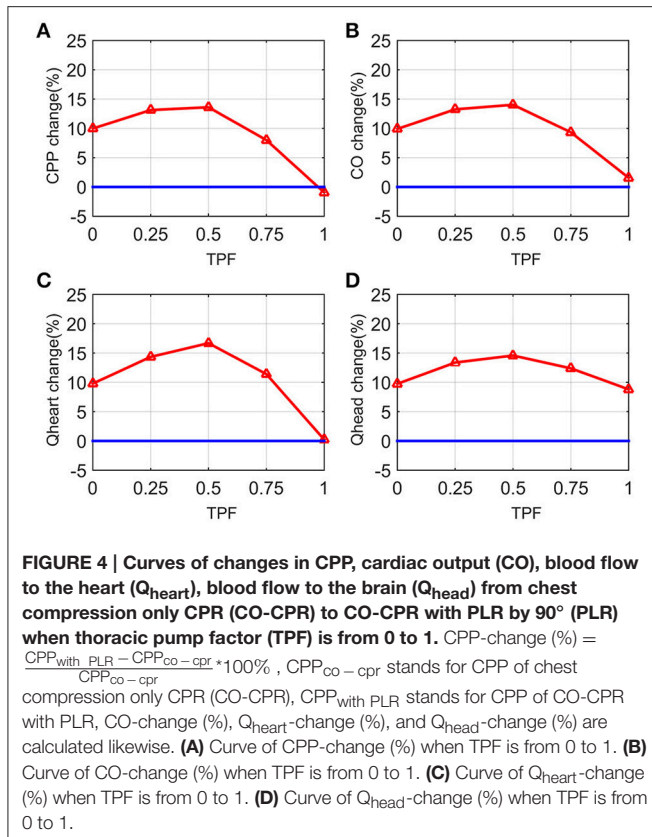 A
25
20
15
10
5
0
-5
CPP change(%)
0 0.25 0.5 0.75 1
TPF
B
25
20
15
10
5
0
-5
CO change(%)
0 0.25 0.5 0.75 1
TPF
C
25
20
15
10
5
0
-5
Qheart change(%)
0 0.25 0.5 0.75 1
TPF
D
25
20
15
10
5
0
-5
Qhead change(%)
0 0.25 0.5 0.75 1
TPF
FIGURE 4 | Curves of changes in CPP, cardiac output (CO), blood flow
to the heart (Qheart), blood flow to the brain (Qhead) from chest
compression only CPR (CO-CPR) to CO-CPR with PLR by 90° (PLR)
when thoracic pump factor (TPF) is from 0 to 1. CPP-change (%) =
CPPwith PLR − CPPco − cpr / CPPco − cpr *100% , CPPco − cpr stands for CPP of chest
compression only CPR (CO-CPR), CPPwith PLR stands for CPP of CO-CPR
with PLR, CO-change (%), Qheart-change (%), and Qhead-change (%) are
calculated likewise. (A) Curve of CPP-change (%) when TPF is from 0 to 1. (B)
Curve of CO-change (%) when TPF is from 0 to 1. (C) Curve of Qheart-change
(%) when TPF is from 0 to 1. (D) Curve of Qhead-change (%) when TPF is from
0 to 1.